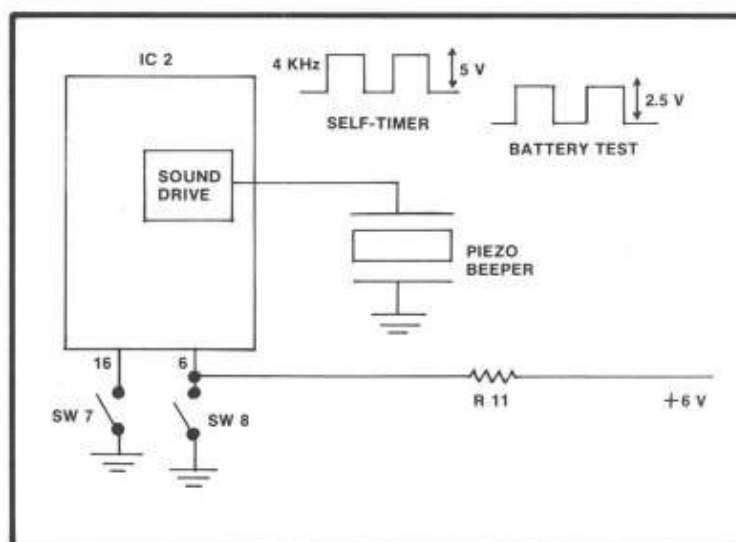 IC 2
4 KHz
5 V
SELF-TIMER
2.5 V
BATTERY TEST
SOUND
DRIVE
PIEZO
BEEPER
16
6
SW 7
SW 8
R 11
+6 V